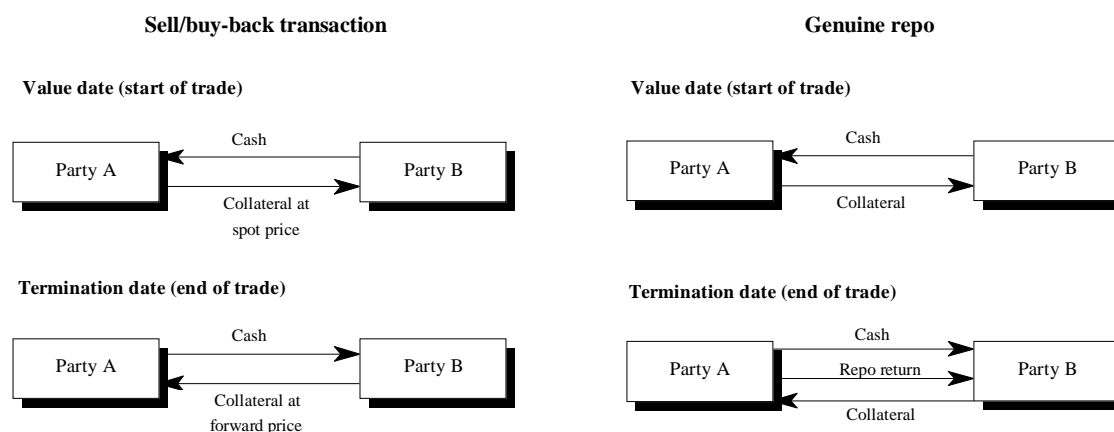 Sell/buy-back transaction
Value date (start of trade)
Party A
Cash
Party B
Collateral at
spot price
Termination date (end of trade)
Party A
Cash
Party B
Collateral at
forward price
Genuine repo
Value date (start of trade)
Party A
Cash
Party B
Collateral
Termination date (end of trade)
Party A
Cash
Repo return
Party B
Collateral